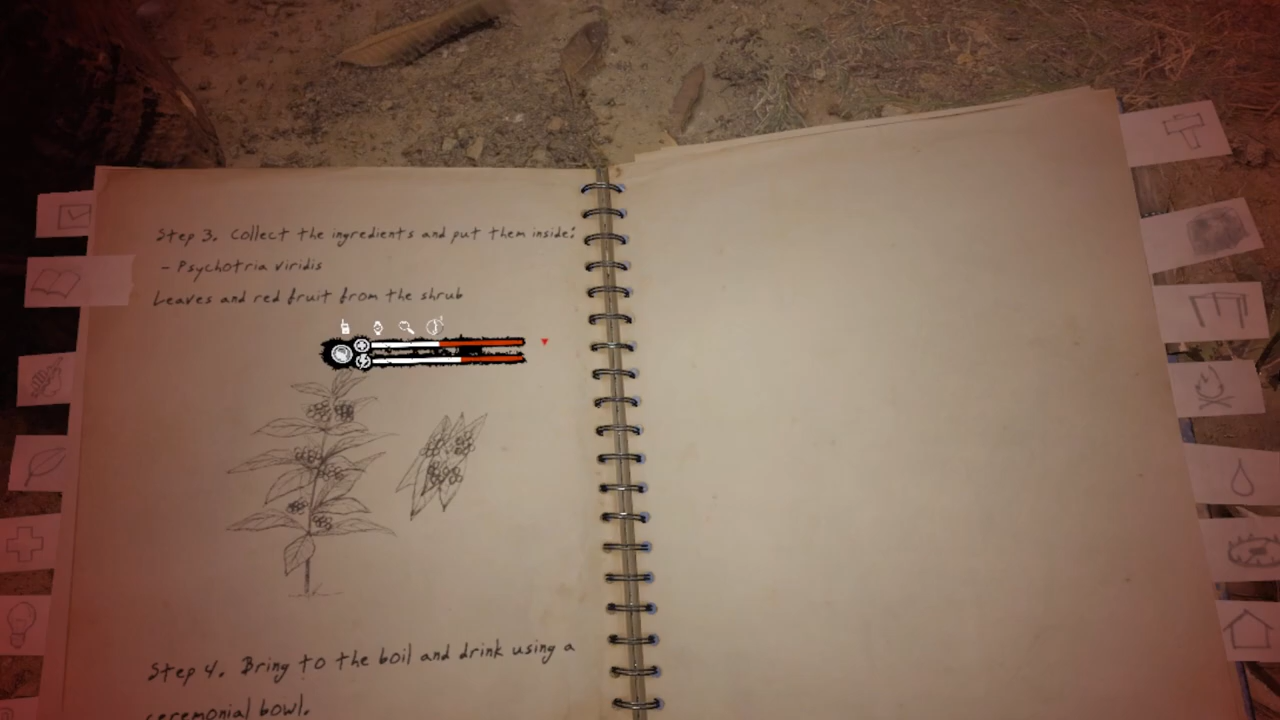 Step 3. Collect the ingredients and put them inside:
- Psychotria viridis
Leaves and red fruit from the shrub
Step 4. Bring to the boil and drink using a
ceremonial bowl.